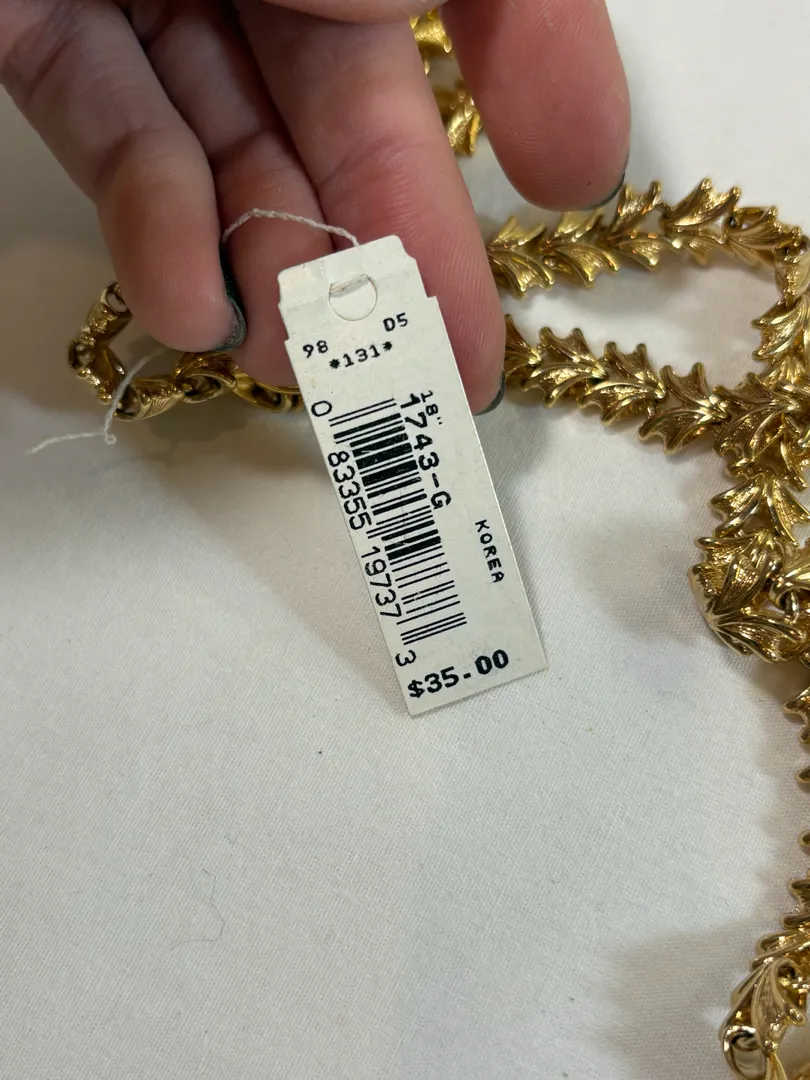 98 D5
*131*
18"
1743-G
0 83355 19737 3
KOREA
$35.00